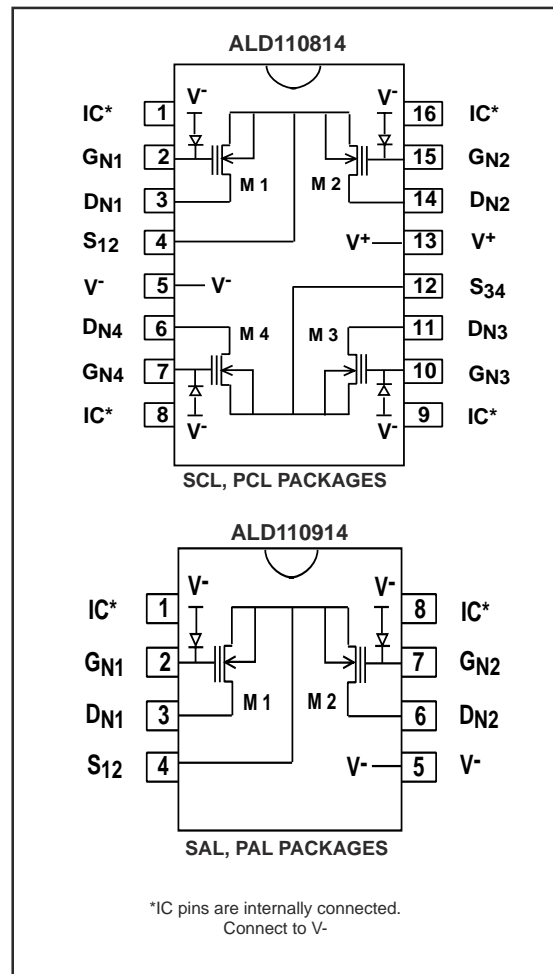 ALD110814
IC* 1 V- V- 16 IC*
GN1 2 15 GN2
M 1 M 2
DN1 3 14 DN2
S12 4 V+ 13 V+
V- 5 V- 12 S34
DN4 6 M 4 M 3 11 DN3
GN4 7 10 GN3
IC* 8 V- V- 9 IC*
SCL, PCL PACKAGES
ALD110914
IC* 1 V- V- 8 IC*
GN1 2 7 GN2
M 1 M 2
DN1 3 6 DN2
S12 4 V- 5 V-
SAL, PAL PACKAGES
*IC pins are internally connected.
Connect to V-